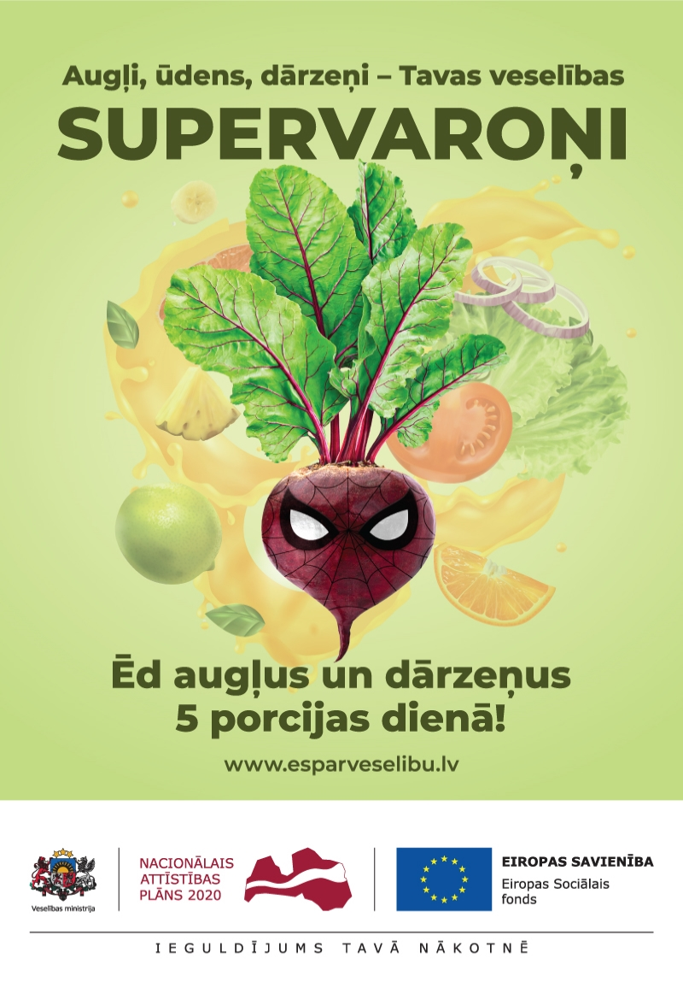 Augļi, ūdens, dārzeņi – Tavas veselības
SUPERVAROŅI
Ēd augļus un dārzeņus
5 porcijas dienā!
www.esparveselibu.lv
Veselības ministrija
NACIONĀLAIS
ATTĪSTĪBAS
PLĀNS 2020
EIROPAS SAVIENĪBA
Eiropas Sociālais
fonds
IEGULDĪJUMS TAVĀ NĀKOTNĒ